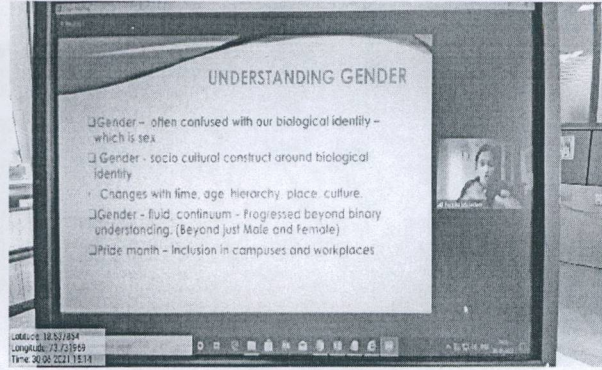 UNDERSTANDING GENDER
❑Gender – often confused with our biological identity –
which is sex
❑ Gender - socio cultural construct around biological
identity
• Changes with time, age, hierarchy, place, culture.
❑Gender - fluid, continuum - Progressed beyond binary
understanding. (Beyond just Male and Female)
❑Pride month – Inclusion in campuses and workplaces
Latitude: 18.537854
Longitude: 73.731969
Time: 30-06-2021 15:14